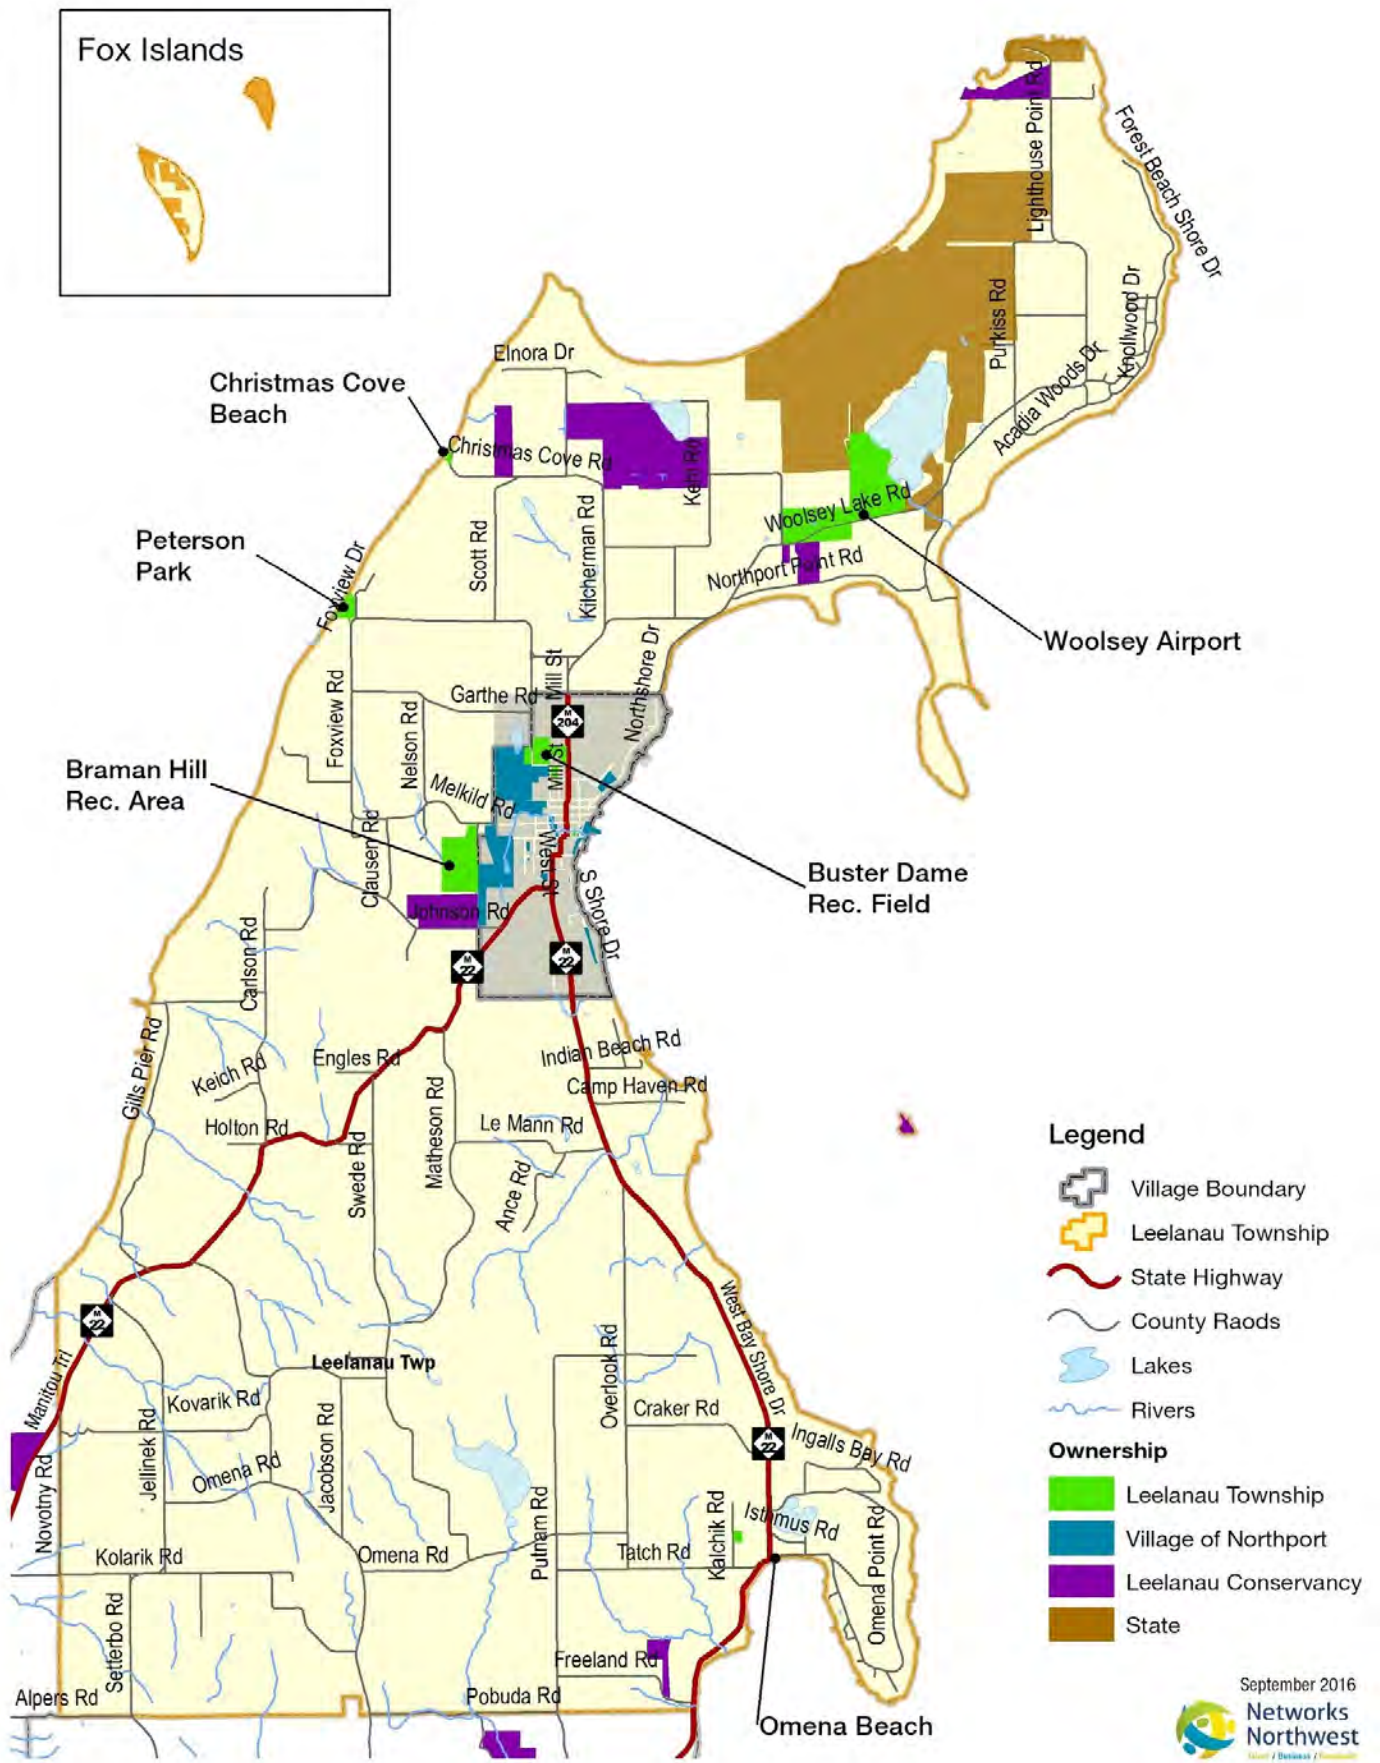 Fox Islands
Lighthouse Point Rd
Forest Beach Shore Dr
Purkiss Rd
Knollwood Dr
Acadia Woods Dr
Elnora Dr
Christmas Cove
Beach
Christmas Cove Rd
Kehl Rd
Woolsey Lake Rd
Northport Point Rd
Scott Rd
Kilcherman Rd
Peterson
Park
Foxview Dr
Woolsey Airport
Mill St
Northshore Dr
Garthe Rd
Foxview Rd
Nelson Rd
M
204
Mill St
Braman Hill
Rec. Area
Melkild Rd
Clausen Rd
West St
S Shore Dr
Buster Dame
Rec. Field
Johnson Rd
Carlson Rd
M
22
M
22
Gills Pier Rd
Keich Rd
Engles Rd
Indian Beach Rd
Camp Haven Rd
Holton Rd
Swede Rd
Matheson Rd
Le Mann Rd
Ance Rd
M
22
Manitou Trl
Leelanau Twp
West Bay Shore Dr
Overlook Rd
Kovarik Rd
Craker Rd
M
22
Ingalls Bay Rd
Novotny Rd
Jellinek Rd
Omena Rd
Jacobson Rd
Putnam Rd
Kalchik Rd
Isthmus Rd
Omena Point Rd
Kolarik Rd
Omena Rd
Tatch Rd
Setterbo Rd
Freeland Rd
Alpers Rd
Pobuda Rd
Omena Beach
Legend
Village Boundary
Leelanau Township
State Highway
County Raods
Lakes
Rivers
Ownership
Leelanau Township
Village of Northport
Leelanau Conservancy
State
September 2016
Networks
Northwest